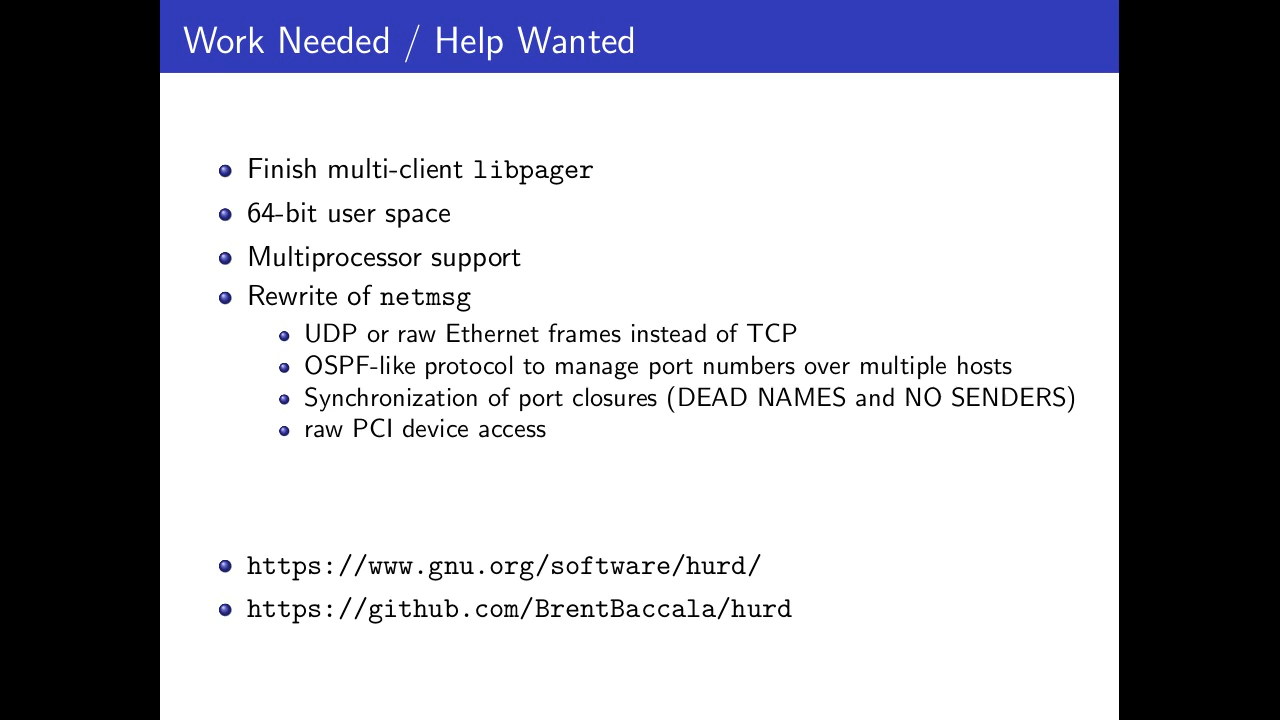 Work Needed / Help Wanted
Finish multi-client libpager
64-bit user space
Multiprocessor support
Rewrite of netmsg
UDP or raw Ethernet frames instead of TCP
OSPF-like protocol to manage port numbers over multiple hosts
Synchronization of port closures (DEAD NAMES and NO SENDERS)
raw PCI device access
https://www.gnu.org/software/hurd/
https://github.com/BrentBaccala/hurd